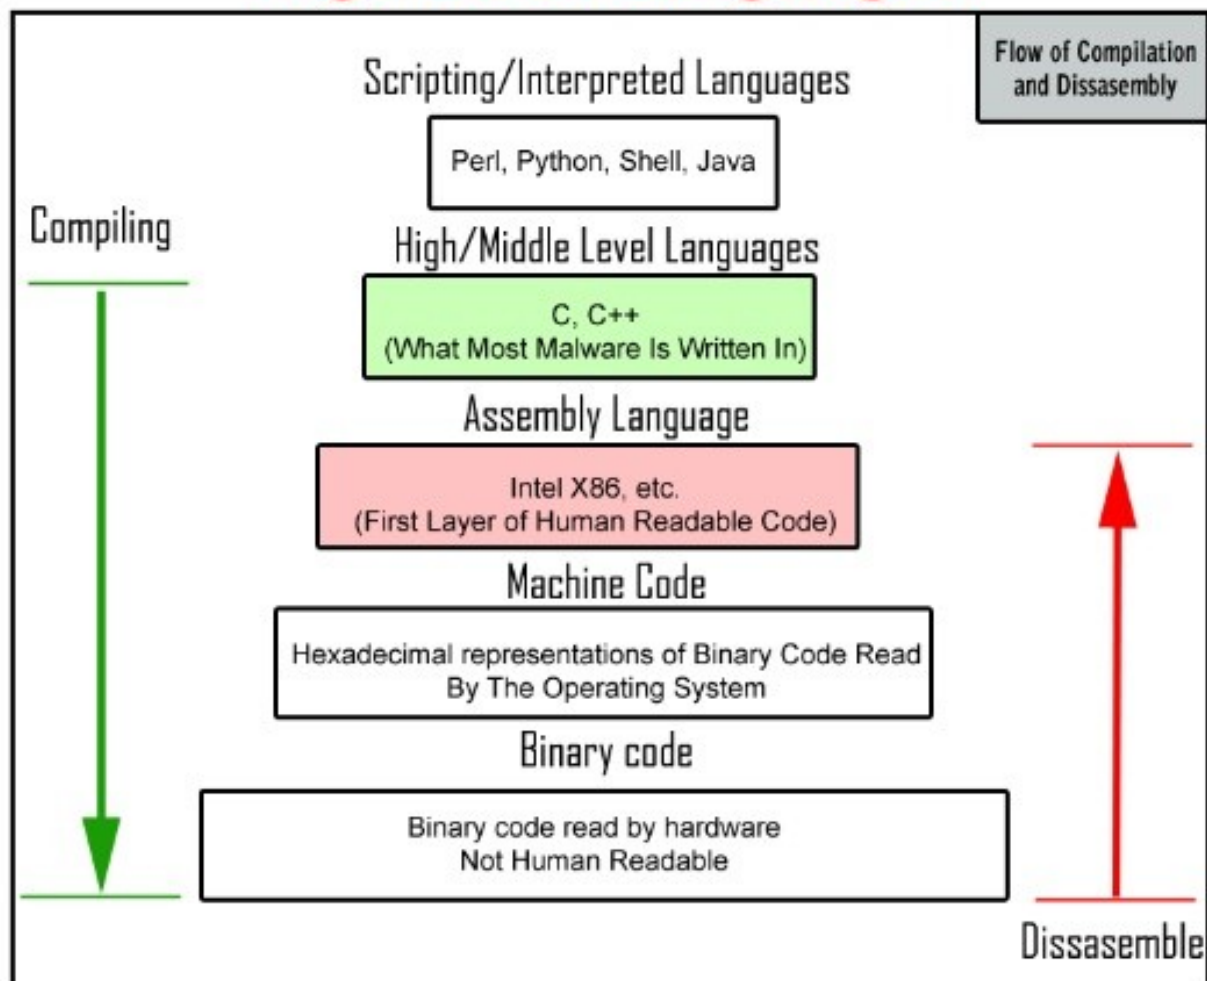 Flow of Compilation
and Dissasembly
Scripting/Interpreted Languages
Perl, Python, Shell, Java
Compiling
High/Middle Level Languages
C, C++
(What Most Malware Is Written In)
Assembly Language
Intel X86, etc.
(First Layer of Human Readable Code)
Machine Code
Hexadecimal representations of Binary Code Read
By The Operating System
Binary code
Binary code read by hardware
Not Human Readable
Dissasemble